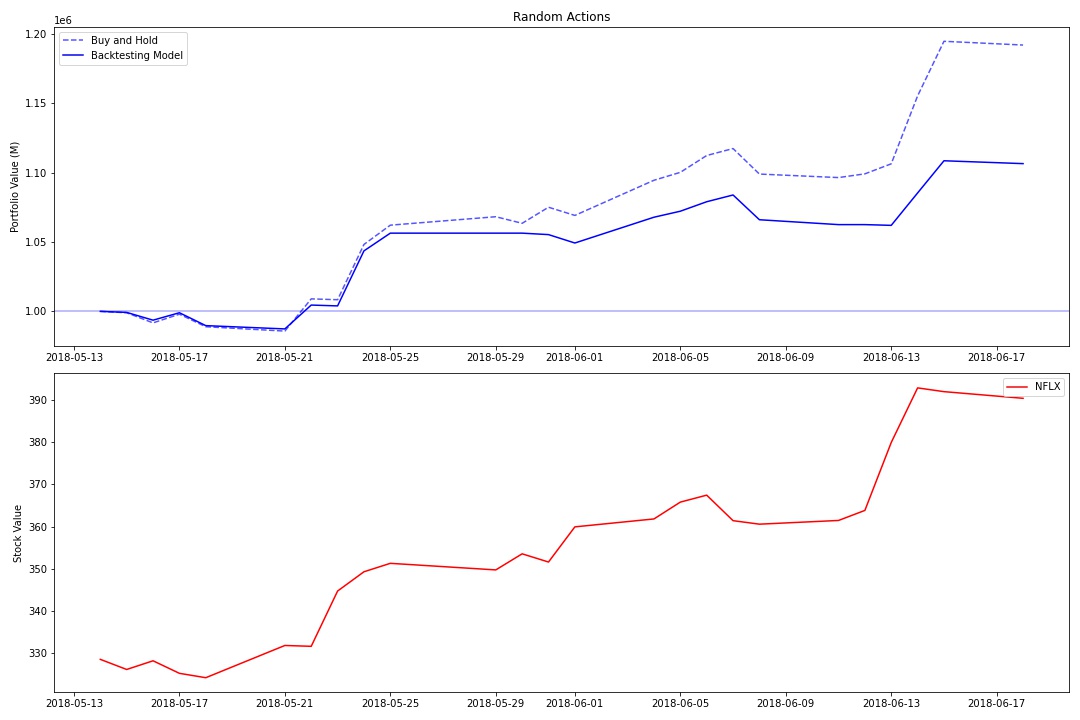 Random Actions
1e6
Buy and Hold
Backtesting Model
Portfolio Value (M)
1.20
1.15
1.10
1.05
1.00
2018-05-13 2018-05-17 2018-05-21 2018-05-25 2018-05-29 2018-06-01 2018-06-05 2018-06-09 2018-06-13 2018-06-17
NFLX
Stock Value
390
380
370
360
350
340
330
2018-05-13 2018-05-17 2018-05-21 2018-05-25 2018-05-29 2018-06-01 2018-06-05 2018-06-09 2018-06-13 2018-06-17